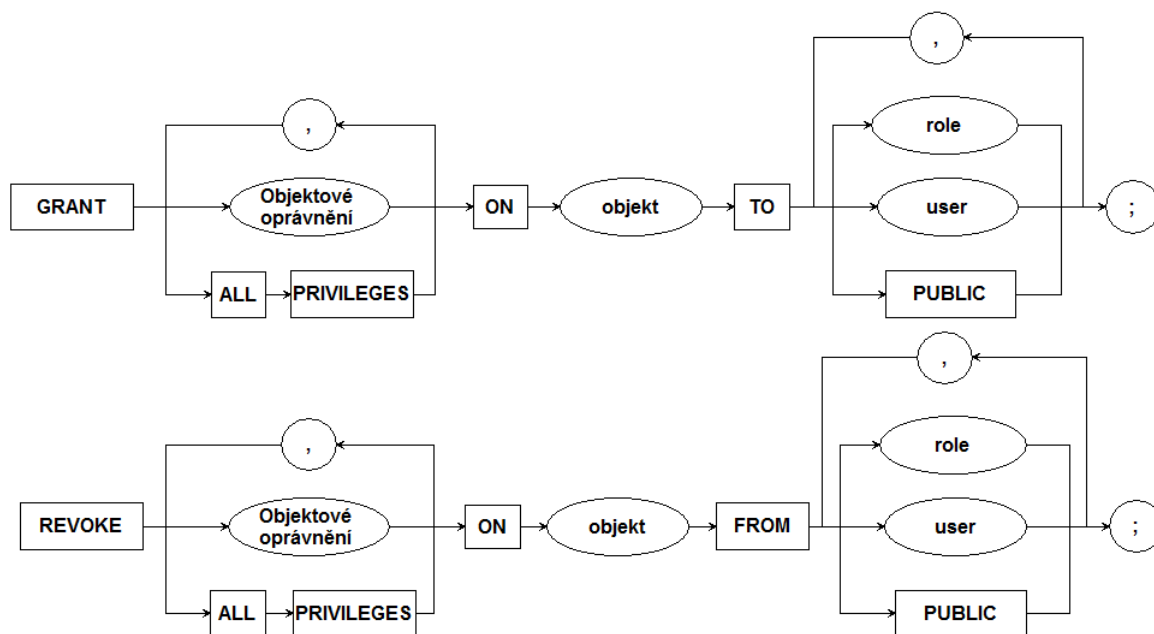 ,
role
,
GRANT
Objektové
oprávnění
ON
objekt
TO
user
;
ALL
PRIVILEGES
PUBLIC
,
role
,
REVOKE
Objektové
oprávnění
ON
objekt
FROM
user
;
ALL
PRIVILEGES
PUBLIC